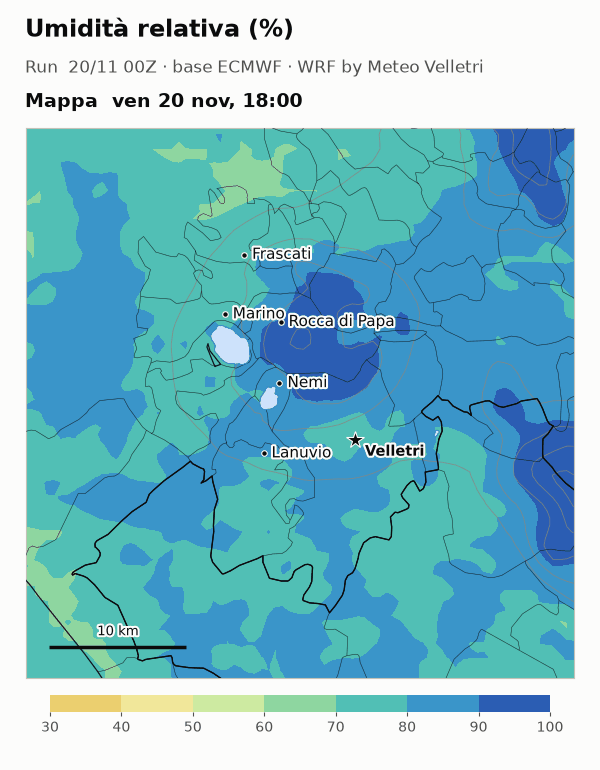 Umidità relativa (%)
Run  20/11 00Z · base ECMWF · WRF by Meteo Velletri
Mappa  ven 20 nov, 18:00
Frascati
Marino
Rocca di Papa
Nemi
Velletri
Lanuvio
10 km
30 40 50 60 70 80 90 100